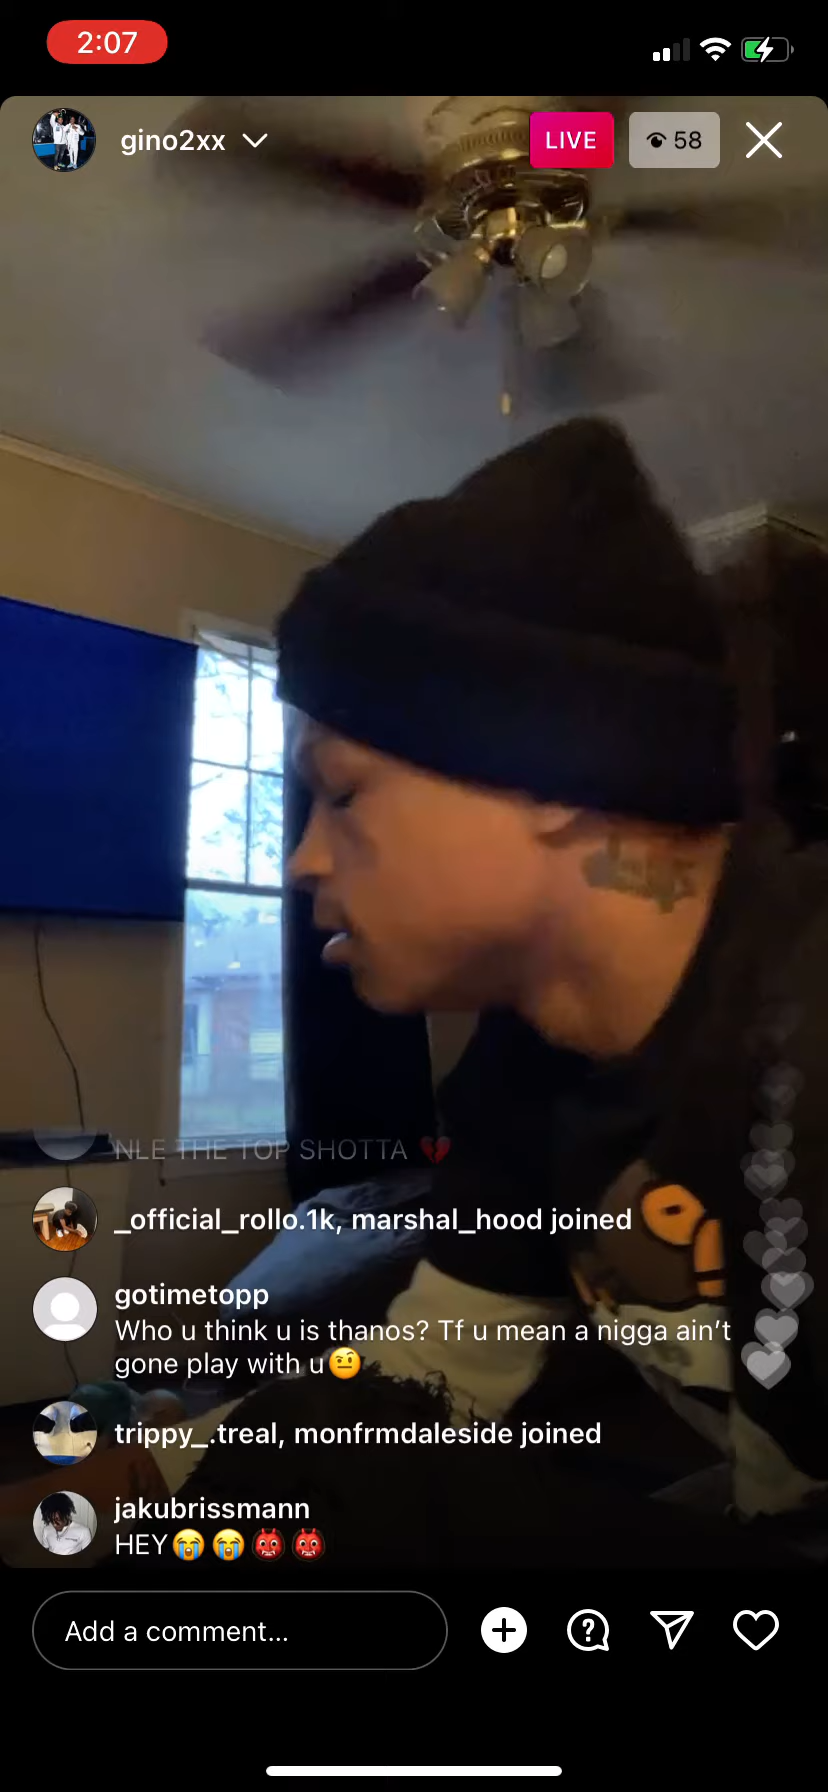 2:07
gino2xx
LIVE
58
NLE THE TOP SHOTTA 💔
_official_rollo.1k, marshal_hood joined
gotimetopp
Who u think u is thanos? Tf u mean a nigga ain’t
gone play with u🤨
trippy_.treal, monfrmdaleside joined
jakubrissmann
HEY😭😭👹👹
Add a comment...